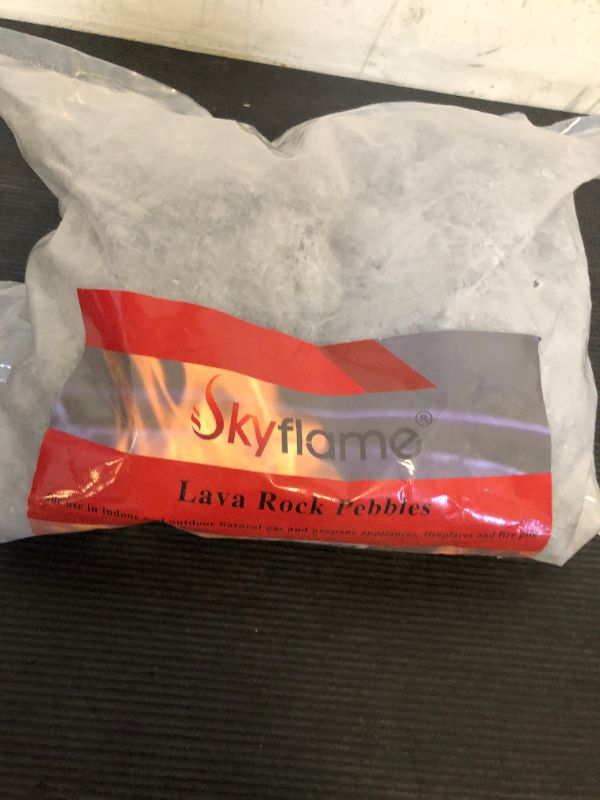 Skyflame®
Lava Rock Pebbles
use in indoor and outdoor natural gas and propane appliances, fireplaces and fire pits